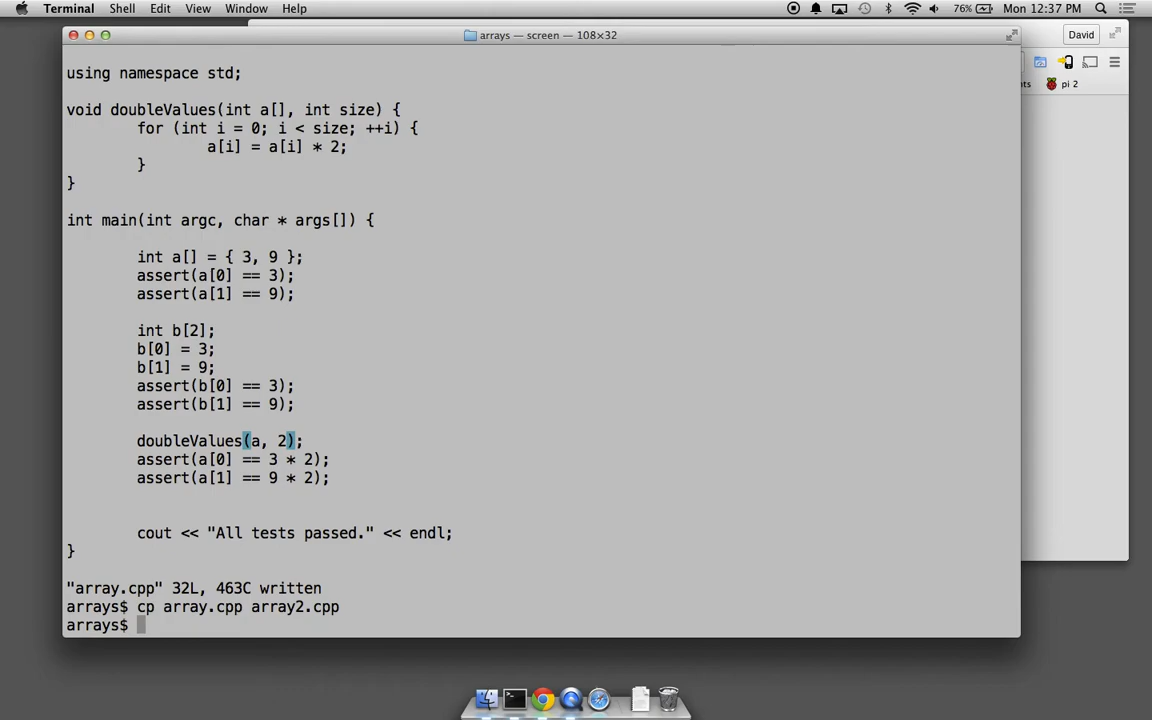 Terminal Shell Edit View Window Help 76% Mon 12:37 PM
arrays — screen — 108×32
David
using namespace std;
nts pi 2
void doubleValues(int a[], int size) {
for (int i = 0; i < size; ++i) {
a[i] = a[i] * 2;
}
}
int main(int argc, char * args[]) {
int a[] = { 3, 9 };
assert(a[0] == 3);
assert(a[1] == 9);
int b[2];
b[0] = 3;
b[1] = 9;
assert(b[0] == 3);
assert(b[1] == 9);
doubleValues(a, 2);
assert(a[0] == 3 * 2);
assert(a[1] == 9 * 2);
cout << "All tests passed." << endl;
}
"array.cpp" 32L, 463C written
arrays$ cp array.cpp array2.cpp
arrays$